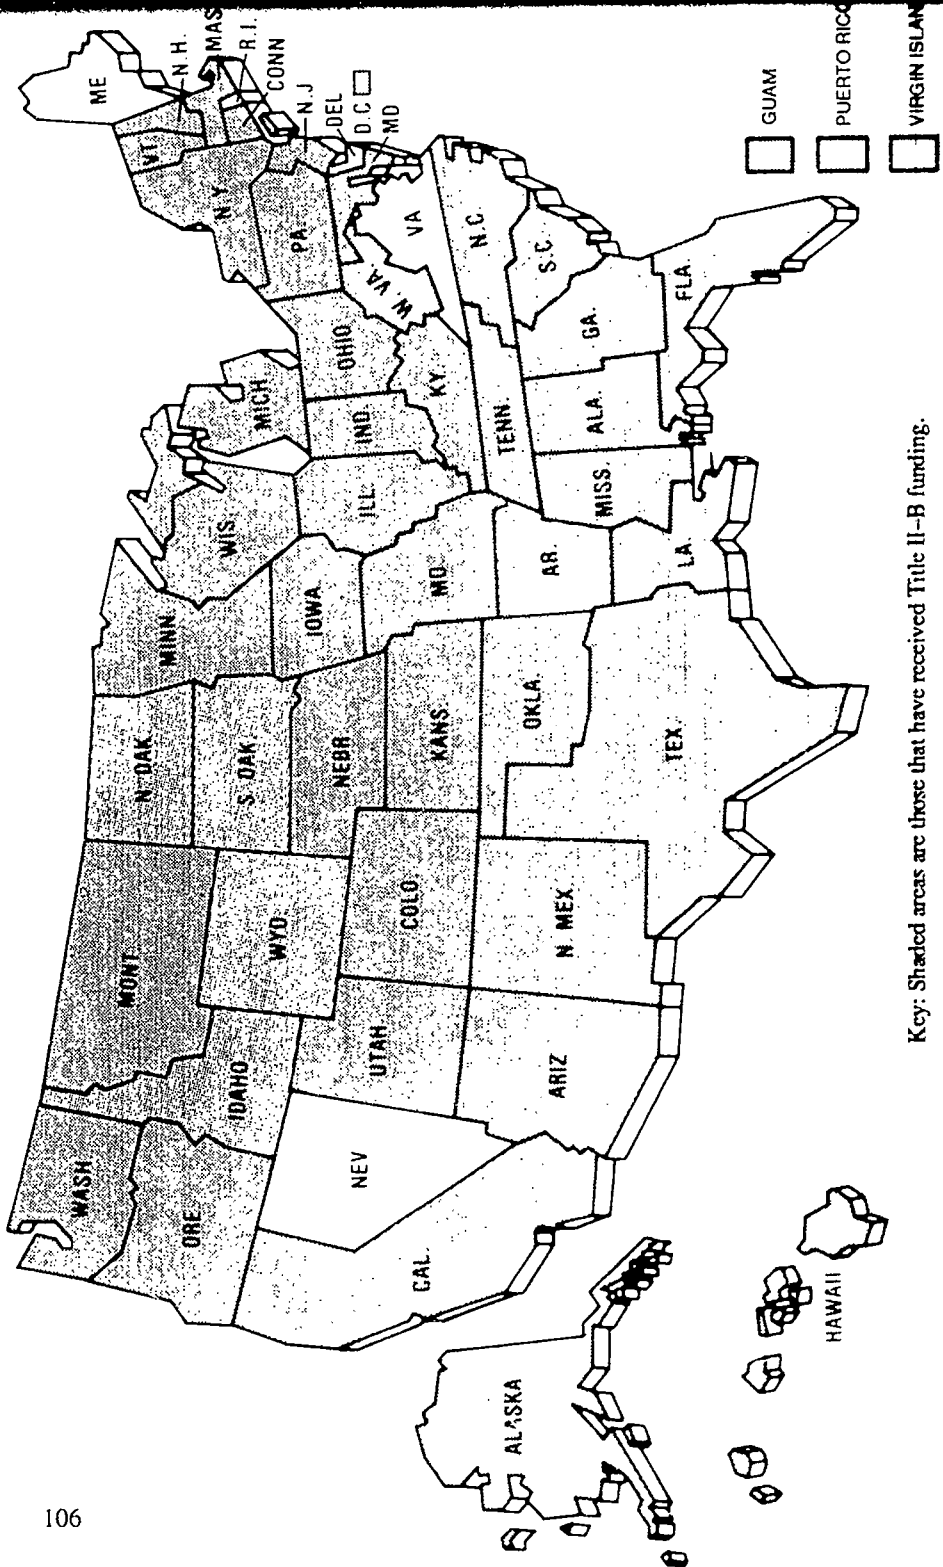 106
WASH
ORE
CAL.
NEV
IDAHO
MONT.
WYO.
UTAH
ARIZ
COLO.
N MEX.
N DAK.
S. DAK.
NEBR
KANS.
OKLA.
TEX.
MINN.
IOWA
MO.
AR.
LA.
WIS.
ILL.
MICH.
IND.
OHIO
KY.
TENN.
MISS.
ALA.
GA.
FLA.
S.C.
N.C.
VA
W. VA.
PA.
N Y.
VT.
ME
N.H.
MAS
R.I.
CONN
N.J
DEL
D.C
MD
ALASKA
HAWAII
GUAM
PUERTO RICO
VIRGIN ISLAN
Key: Shaded areas are those that have received Title II-B funding.